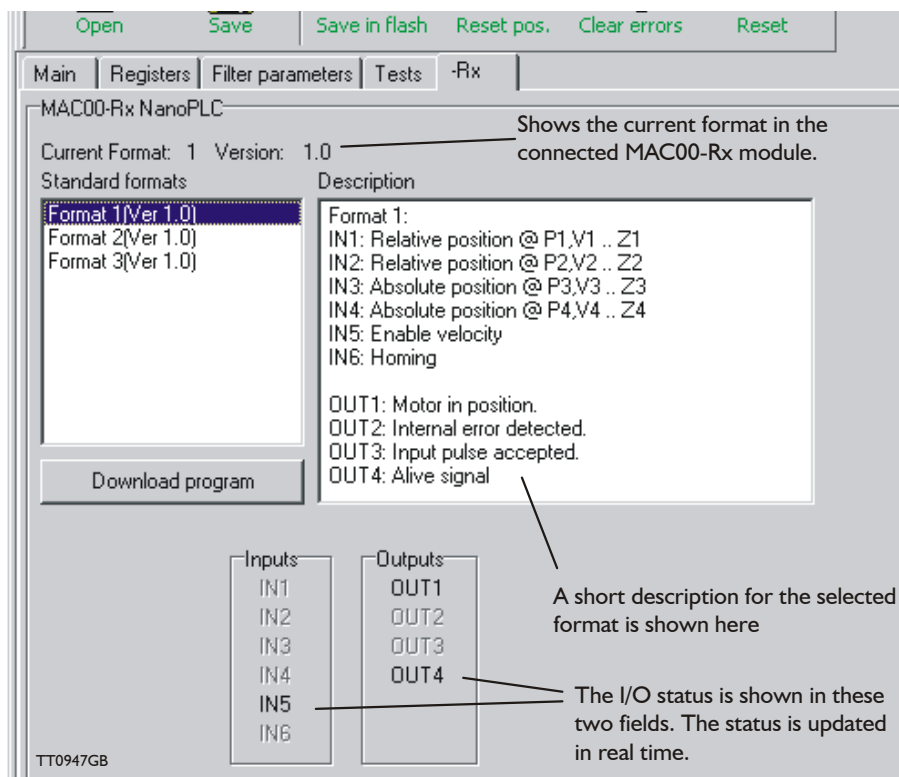 Open Save Save in flash Reset pos. Clear errors Reset
Main Registers Filter parameters Tests -Rx
MAC00-Rx NanoPLC
Shows the current format in the
connected MAC00-Rx module.
Current Format: 1 Version: 1.0
Standard formats
Format 1(Ver 1.0)
Format 2(Ver 1.0)
Format 3(Ver 1.0)
Download program
Description
Format 1:
IN1: Relative position @ P1,V1 .. Z1
IN2: Relative position @ P2,V2 .. Z2
IN3: Absolute position @ P3,V3 .. Z3
IN4: Absolute position @ P4,V4 .. Z4
IN5: Enable velocity
IN6: Homing
OUT1: Motor in position.
OUT2: Internal error detected.
OUT3: Input pulse accepted.
OUT4: Alive signal
A short description for the selected
format is shown here
Inputs
IN1
IN2
IN3
IN4
IN5
IN6
Outputs
OUT1
OUT2
OUT3
OUT4
The I/O status is shown in these
two fields. The status is updated
in real time.
TT0947GB